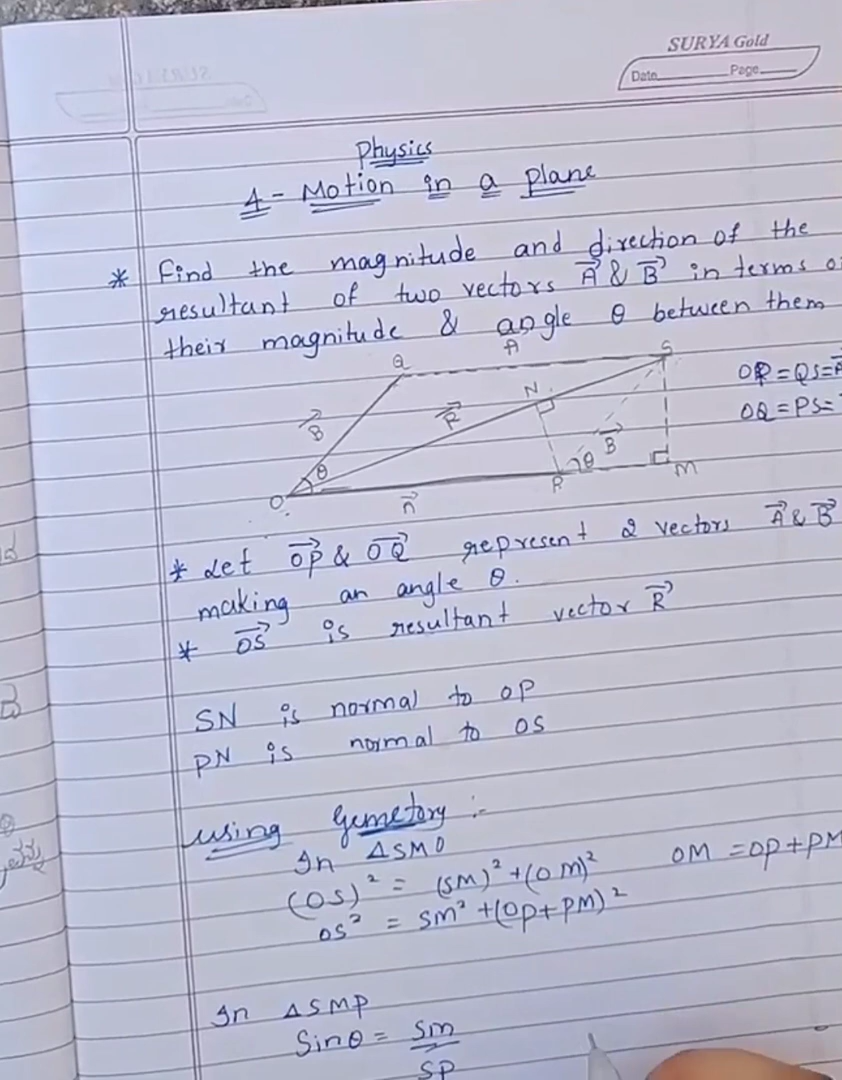 SURYA Gold
Date Page
Physics
4 - Motion in a plane
* Find the magnitude and direction of the
resultant of two vectors A⃗ & B⃗ in terms of
their magnitude & angle θ between them
Q A S
OP = QS = A⃗
OQ = PS =
B⃗ R⃗ N
θ θ B⃗
O P M
* Let OP⃗ & OQ⃗ represent 2 vectors A⃗ & B⃗
making an angle θ.
* OS⃗ is resultant vector R⃗
SN is normal to OP
PN is normal to OS
using Gemetory :-
In ΔSMO
(OS)² = (SM)² + (OM)² OM = OP + PM
OS² = SM² + (OP + PM)²
In ΔSMP
Sinθ = SM
SP